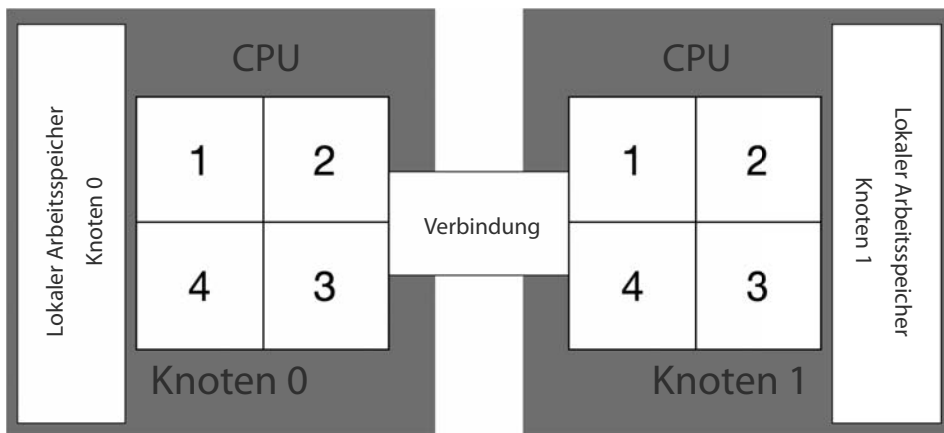 CPU
Lokaler Arbeitsspeicher
Knoten 0
1
2
4
3
Knoten 0
Verbindung
CPU
1
2
4
3
Knoten 1
Lokaler Arbeitsspeicher
Knoten 1